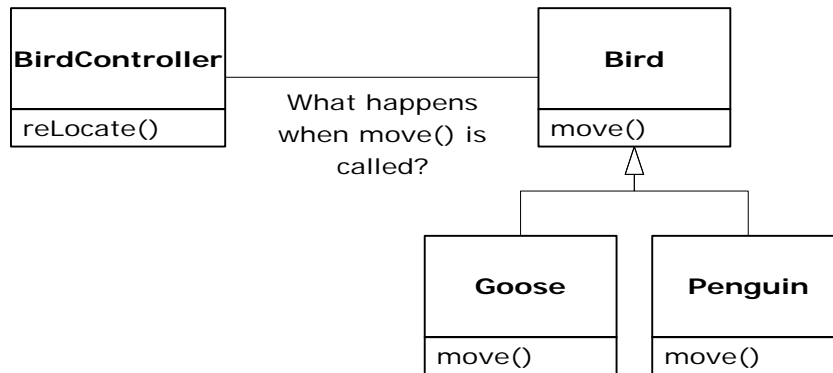 BirdController
reLocate()
What happens
when move() is
called?
Bird
move()
Goose
move()
Penguin
move()